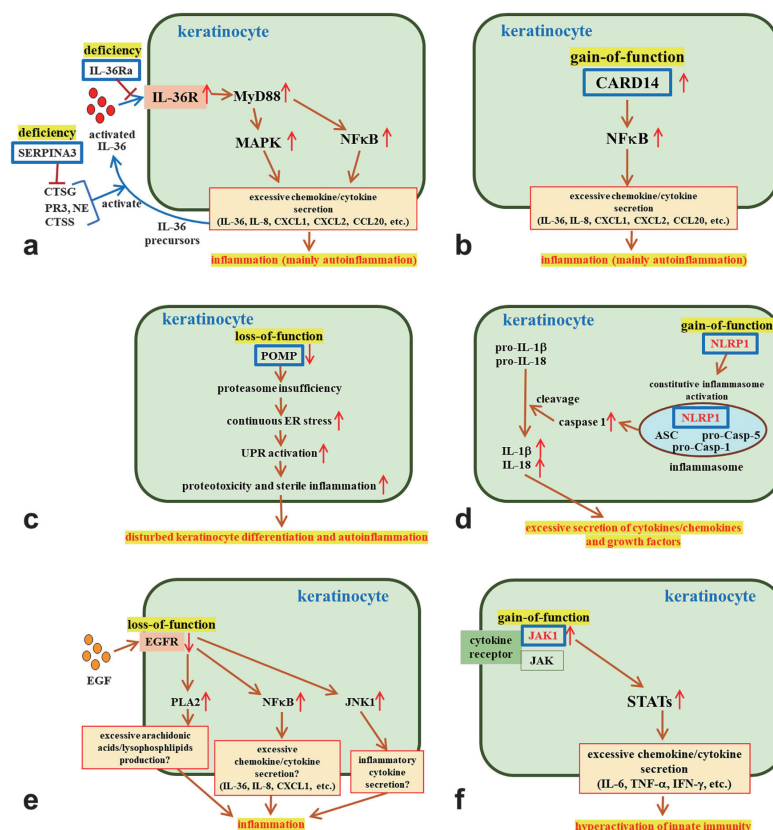 keratinocyte
deficiency
IL-36Ra
IL-36R
MyD88
deficiency
activated
IL-36
MAPK
NFκB
SERPINA3
CTSG
PR3, NE
CTSS
activate
IL-36
precursors
excessive chemokine/cytokine
secretion
(IL-36, IL-8, CXCL1, CXCL2, CCL20, etc.)
inflammation (mainly autoinflammation)
a
keratinocyte
gain-of-function
CARD14
NFκB
excessive chemokine/cytokine
secretion
(IL-36, IL-8, CXCL1, CXCL2, CCL20, etc.)
inflammation (mainly autoinflammation)
b
keratinocyte
loss-of-function
POMP
proteasome insufficiency
continuous ER stress
UPR activation
proteotoxicity and sterile inflammation
disturbed keratinocyte differentiation and autoinflammation
c
keratinocyte
gain-of-function
NLRP1
pro-IL-1β
pro-IL-18
constitutive inflammasome
activation
cleavage
caspase 1
NLRP1
ASC pro-Casp-5
pro-Casp-1
inflammasome
IL-1β
IL-18
excessive secretion of cytokines/chemokines
and growth factors
d
keratinocyte
loss-of-function
EGFR
EGF
PLA2
NFκB
JNK1
excessive arachidonic
acids/lysophosphlipids
production?
excessive
chemokine/cytokine
secretion?
(IL-36, IL-8, CXCL1, etc.)
inflammatory
cytokine
secretion?
inflammation
e
keratinocyte
gain-of-function
cytokine
receptor
JAK1
JAK
STATs
excessive chemokine/cytokine
secretion
(IL-6, TNF-α, IFN-γ, etc.)
hyperactivation of innate immunity
f